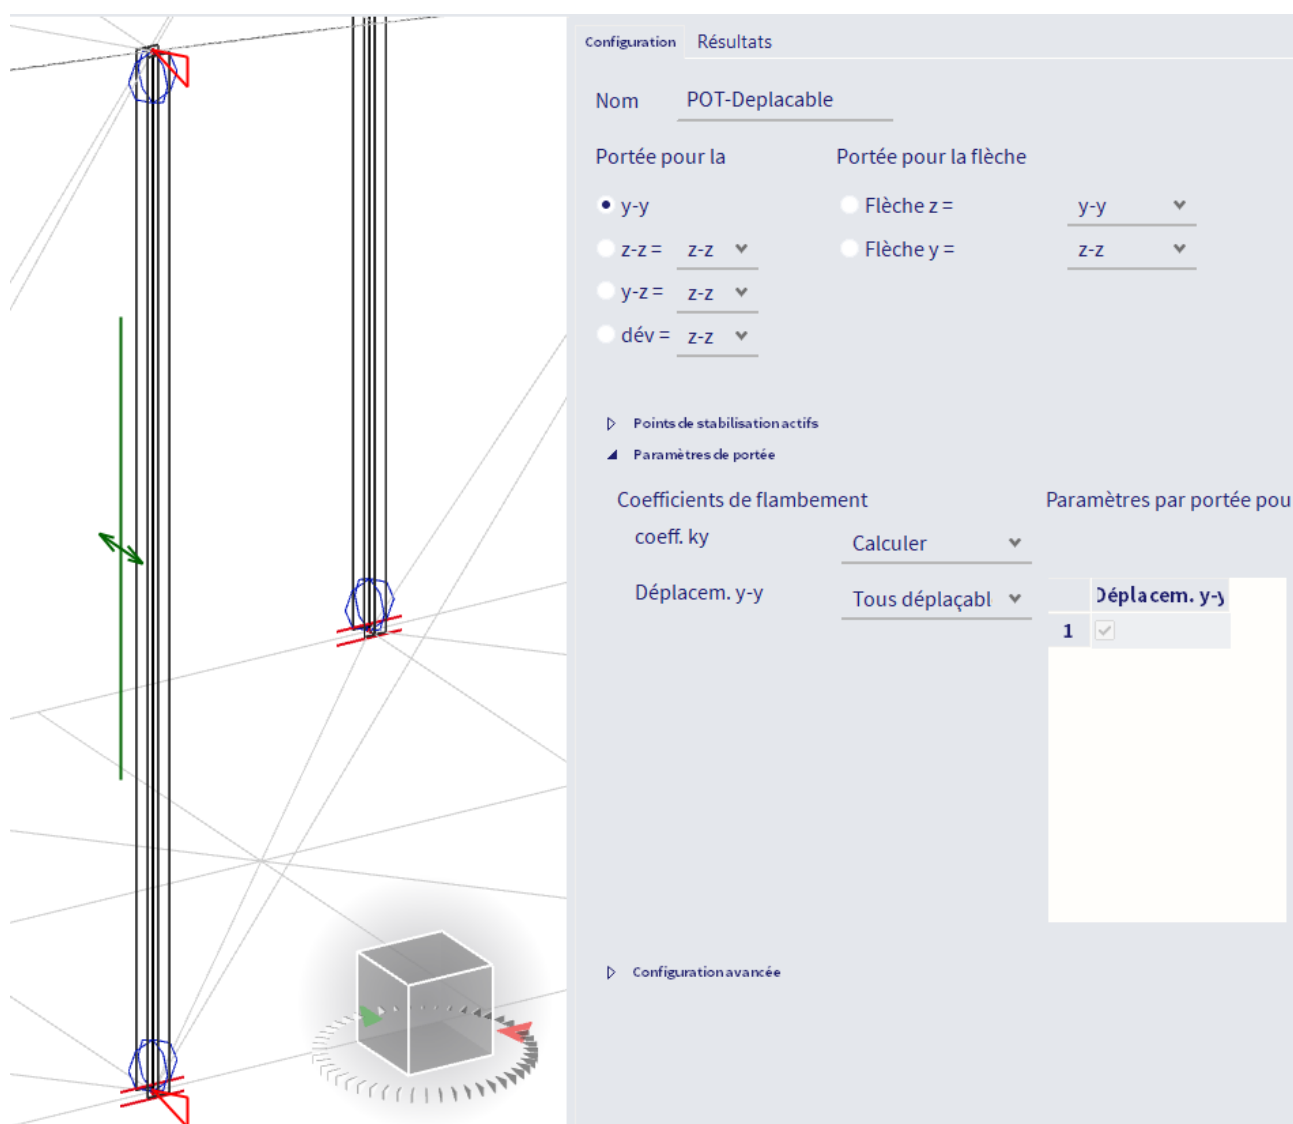 Configuration Résultats
Nom POT-Deplacable
Portée pour la Portée pour la flèche
y-y Flèche z = y-y
z-z = z-z Flèche y = z-z
y-z = z-z
dév = z-z
Points de stabilisation actifs
Paramètres de portée
Coefficients de flambement Paramètres par portée pou
coeff. ky Calculer
Déplacem. y-y Tous déplaçabl Déplacem. y-y
1
Configuration avancée